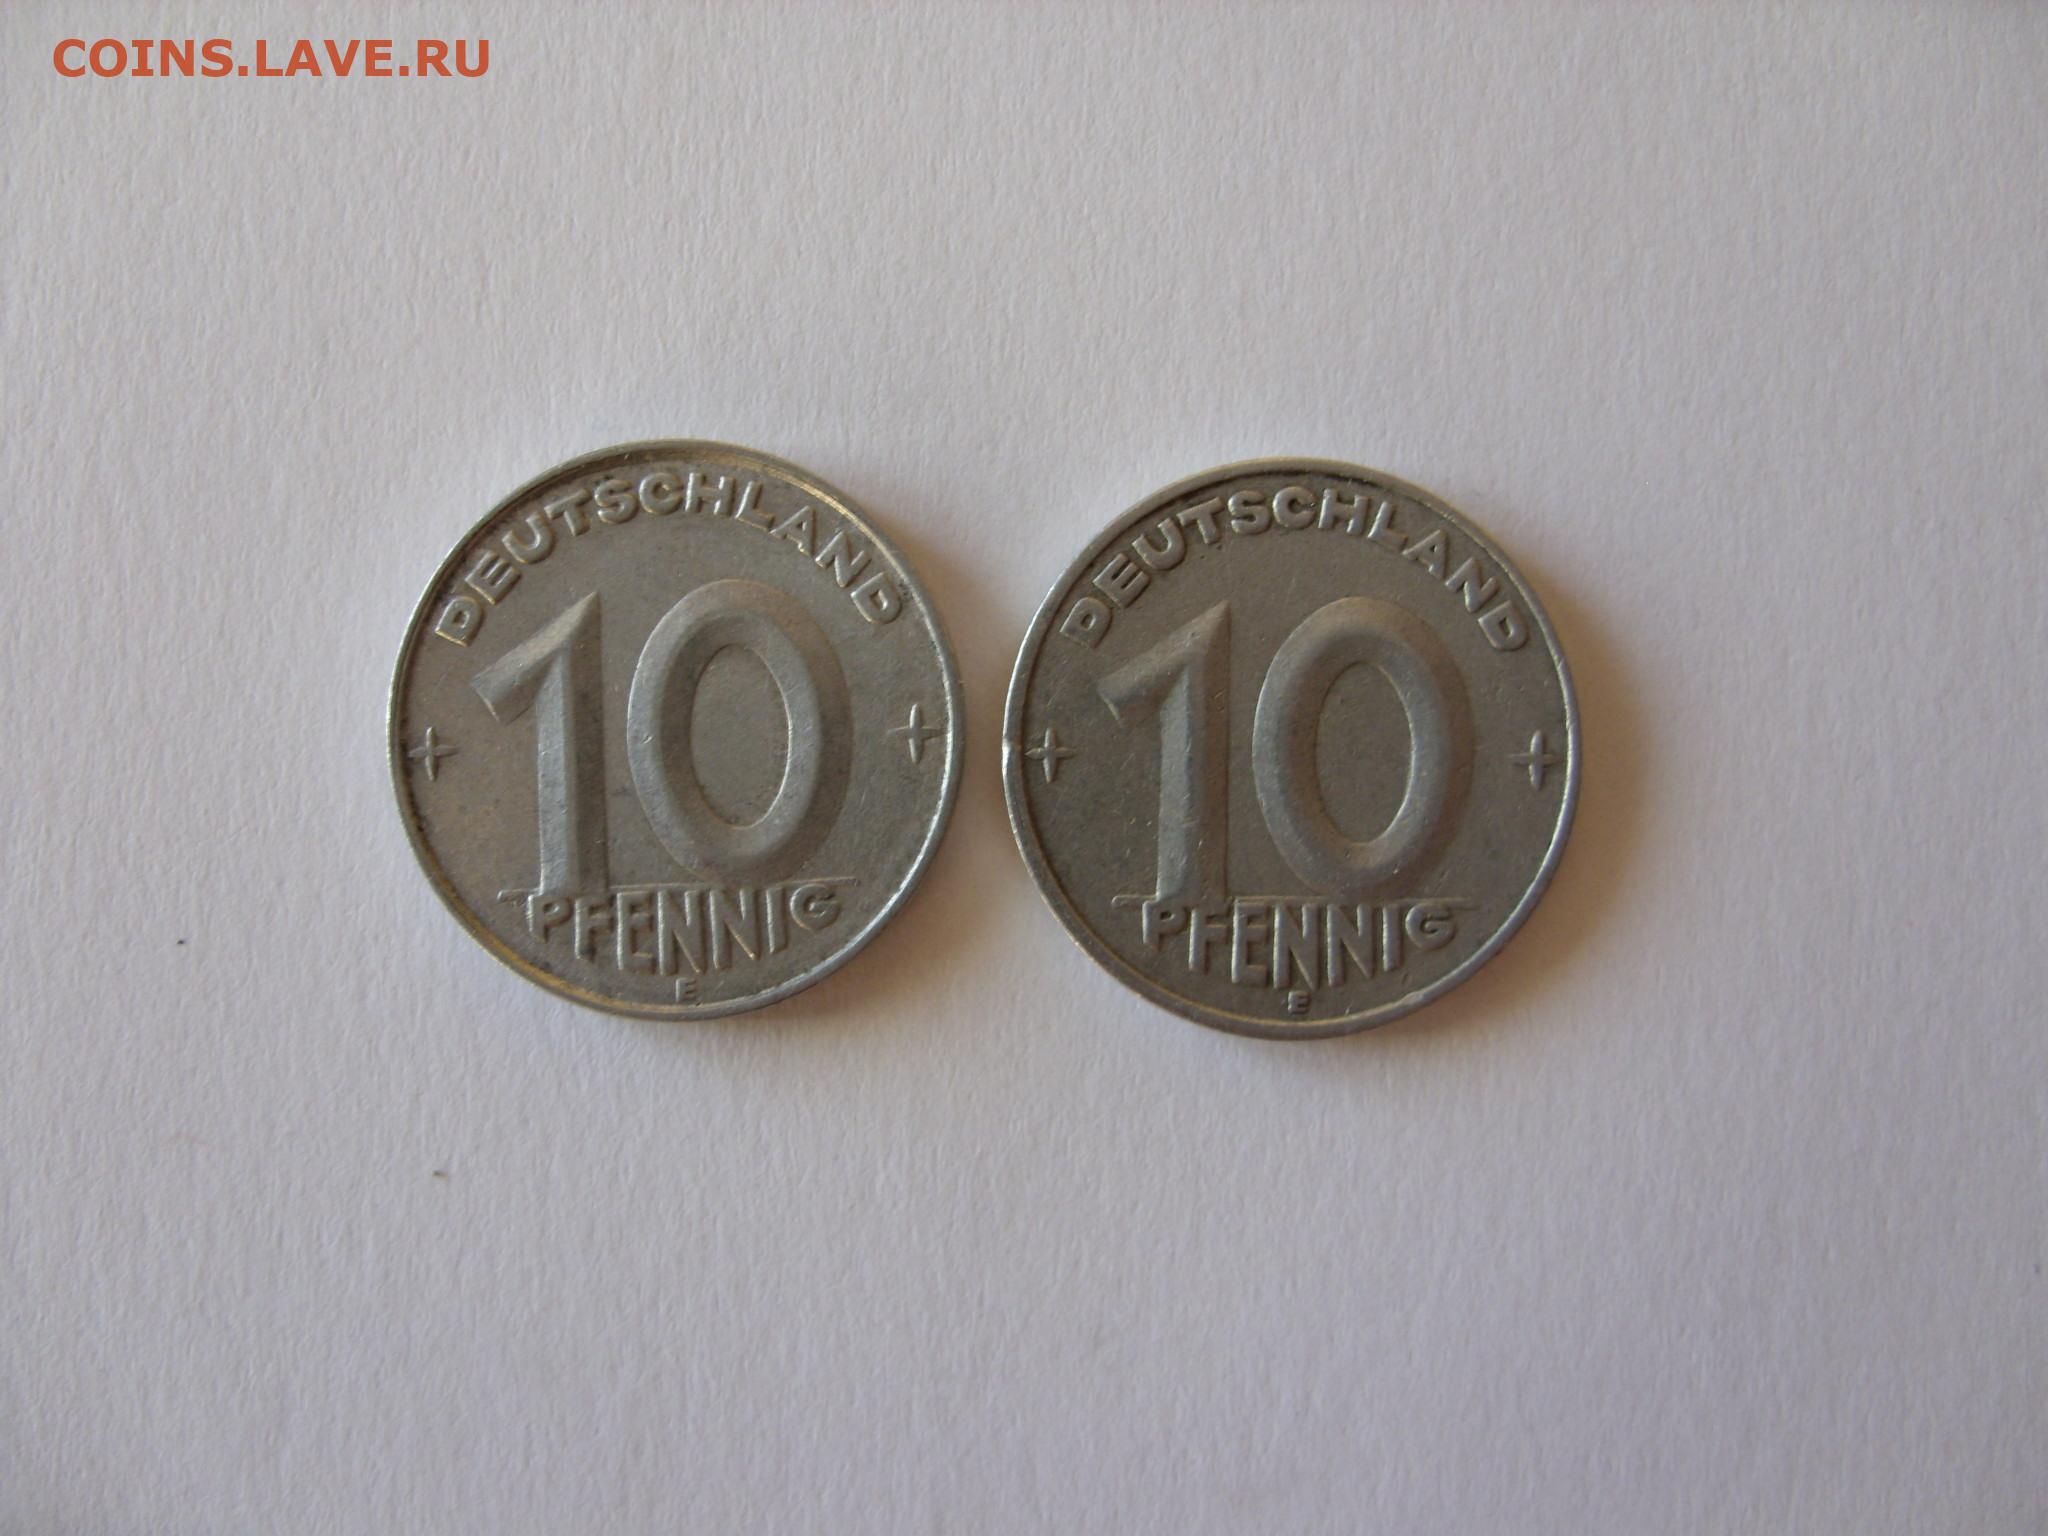 COINS.LAVE.RU
DEUTSCHLAND
10
PFENNIG
E
DEUTSCHLAND
10
PFENNIG
E